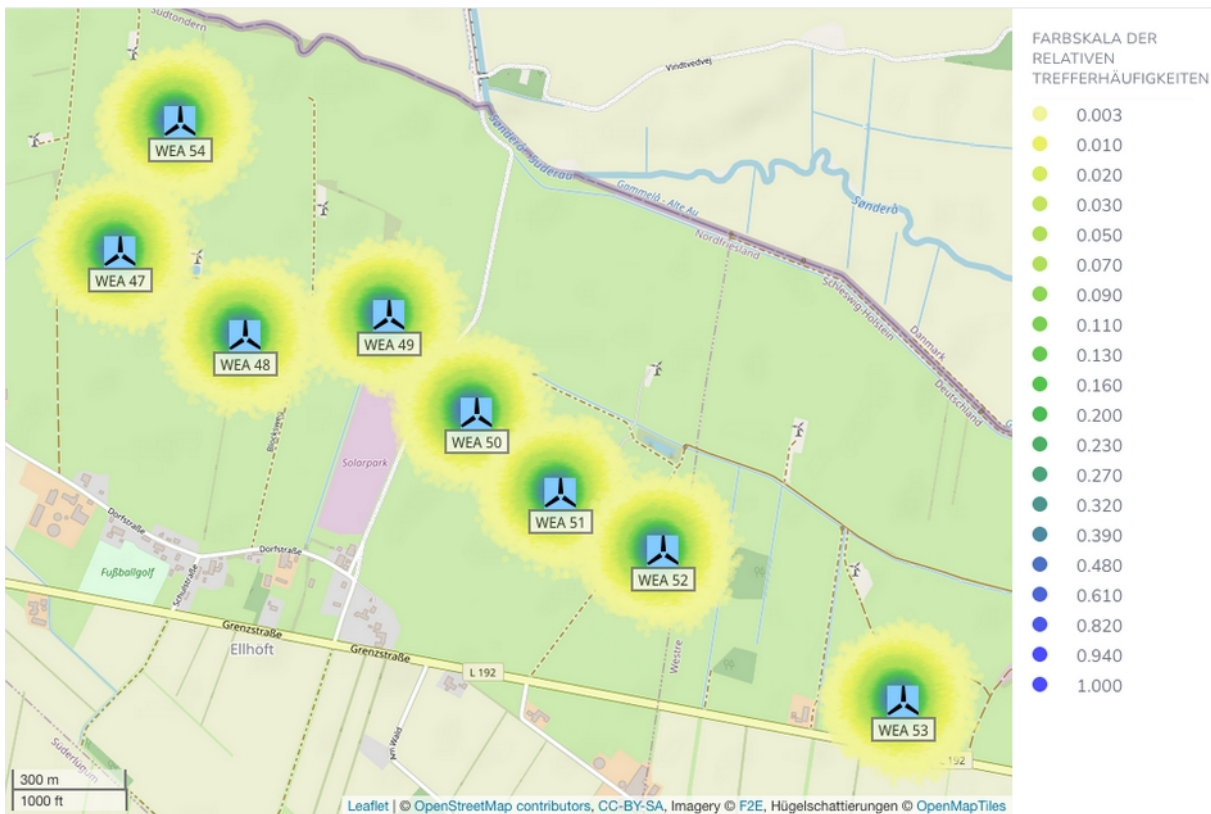 Südtondern
Vindtvedvej
WEA 54
Sønderå - Süderau
Gammelå - Alte Au
Sønderå
Nordfriesland
Schleswig-Holstein
Danmark
Deutschland
WEA 47
WEA 48
WEA 49
WEA 50
WEA 51
WEA 52
WEA 53
Solarpark
Dorfstraße
Dorfstraße
Fußballgolf
Schulstraße
Grenzstraße
Grenzstraße
Ellhöft
L 192
Westre
Am Wald
Süderlügum
192
300 m
1000 ft
Leaflet | © OpenStreetMap contributors, CC-BY-SA, Imagery © F2E, Hügelschattierungen © OpenMapTiles
FARBSKALA DER
RELATIVEN
TREFFERHÄUFIGKEITEN
0.003
0.010
0.020
0.030
0.050
0.070
0.090
0.110
0.130
0.160
0.200
0.230
0.270
0.320
0.390
0.480
0.610
0.820
0.940
1.000